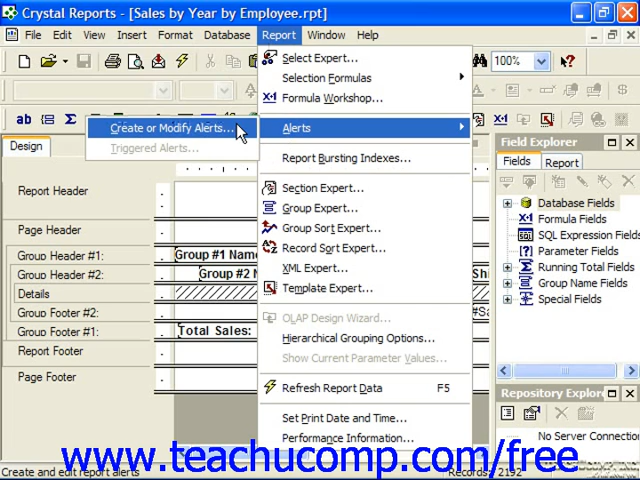 Crystal Reports - [Sales by Year by Employee.rpt]
File Edit View Insert Format Database Report Window Help
100%
Select Expert...
Selection Formulas
Formula Workshop...
Alerts
Create or Modify Alerts...
Triggered Alerts...
Report Bursting Indexes...
Section Expert...
Group Expert...
Group Sort Expert...
Record Sort Expert...
XML Expert...
Template Expert...
OLAP Design Wizard...
Hierarchical Grouping Options...
Show Current Parameter Values...
Refresh Report Data F5
Set Print Date and Time...
Performance Information...
ab Σ
Design
Report Header
Page Header
Group Header #1: Group #1 Name
Group Header #2: Group #2 N
Details
Group Footer #2:
Group Footer #1: Total Sales:
Report Footer
Page Footer
Field Explorer
Fields Report
Database Fields
Formula Fields
SQL Expression Fields
Parameter Fields
Running Total Fields
Group Name Fields
Special Fields
Repository Explorer
No Server Connection
www.teachucomp.com/free
Create and edit report alerts Records: 2192